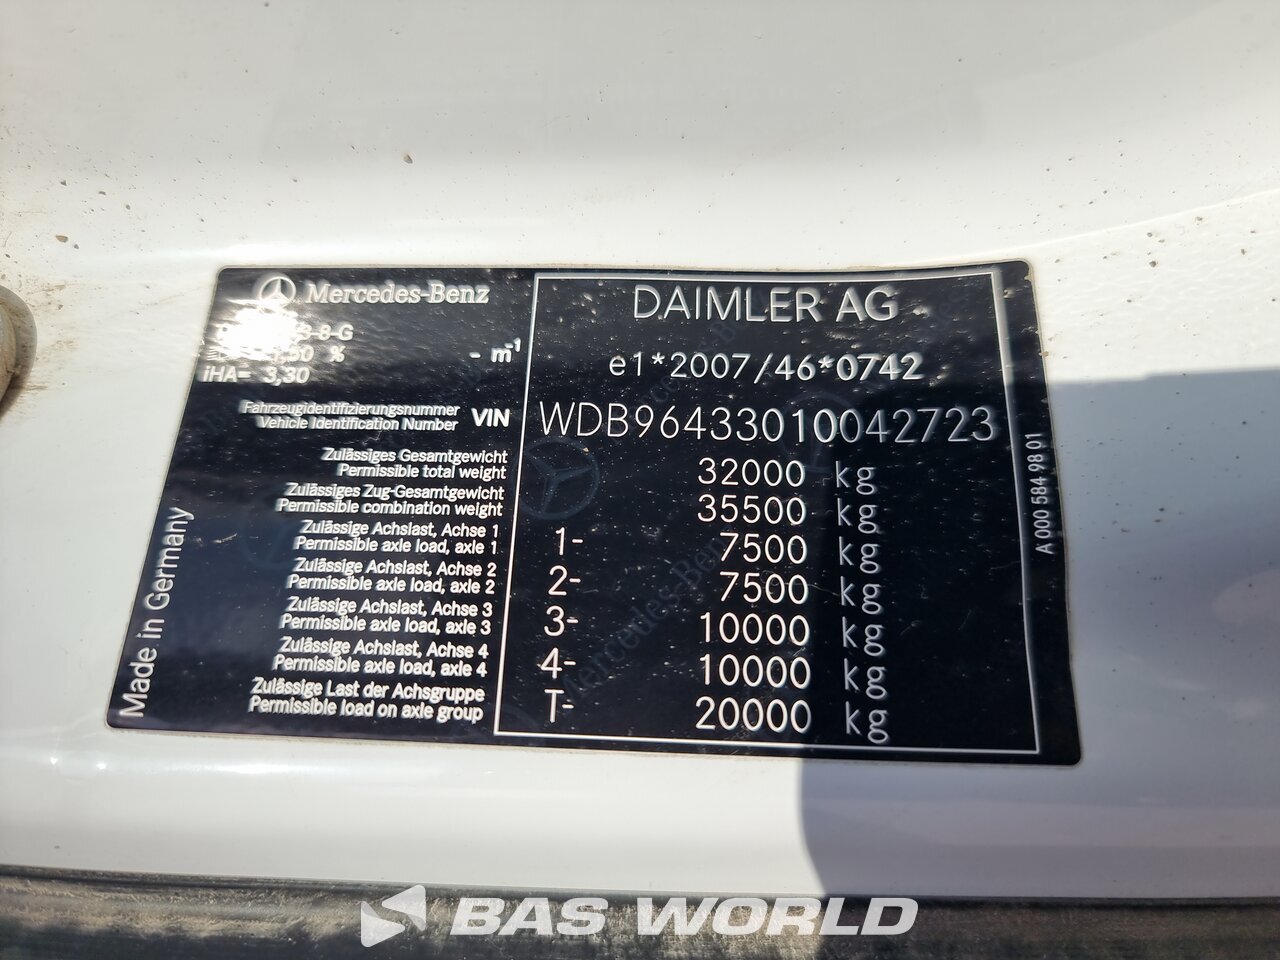 Mercedes-Benz
8-G
,50 %
- m-1
iHA= 3,30
DAIMLER AG
e1*2007/46*0742
Fahrzeugidentifizierungsnummer
Vehicle Identification Number
VIN WDB96433010042723
Zulässiges Gesamtgewicht
Permissible total weight
32000 kg
Zulässiges Zug-Gesamtgewicht
Permissible combination weight
35500 kg
Zulässige Achslast, Achse 1
Permissible axle load, axle 1
1- 7500 kg
Zulässige Achslast, Achse 2
Permissible axle load, axle 2
2- 7500 kg
Zulässige Achslast, Achse 3
Permissible axle load, axle 3
3- 10000 kg
Zulässige Achslast, Achse 4
Permissible axle load, axle 4
4- 10000 kg
Zulässige Last der Achsgruppe
Permissible load on axle group
T- 20000 kg
Made in Germany
A 000 584 98 01
BAS WORLD